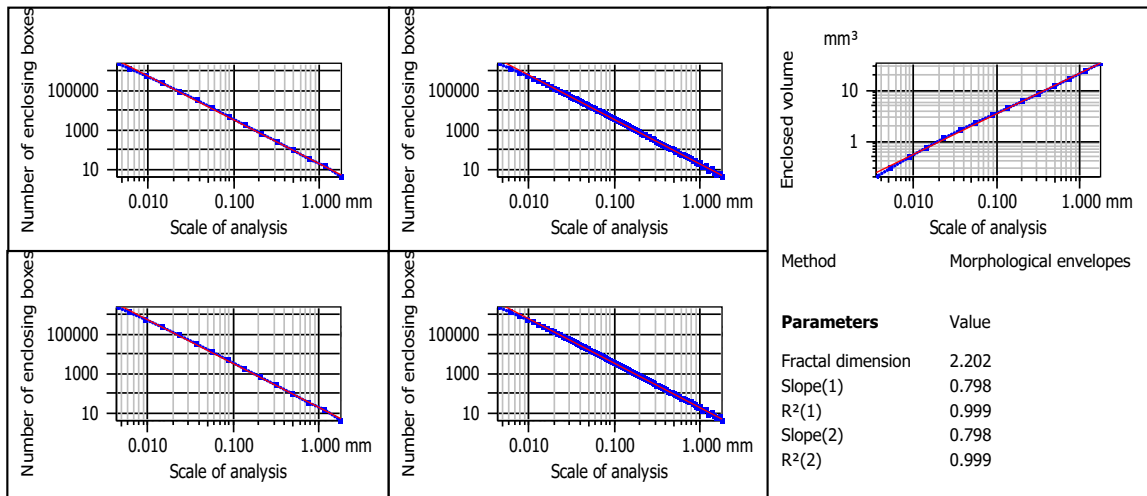 Number of enclosing boxes
100000
1000
10
0.010
0.100
1.000 mm
Scale of analysis
Number of enclosing boxes
100000
1000
10
0.010
0.100
1.000 mm
Scale of analysis
mm³
Enclosed volume
10
1
0.010
0.100
1.000 mm
Scale of analysis
Number of enclosing boxes
100000
1000
10
0.010
0.100
1.000 mm
Scale of analysis
Number of enclosing boxes
100000
1000
10
0.010
0.100
1.000 mm
Scale of analysis
Method Morphological envelopes
Parameters Value
Fractal dimension 2.202
Slope(1) 0.798
R²(1) 0.999
Slope(2) 0.798
R²(2) 0.999